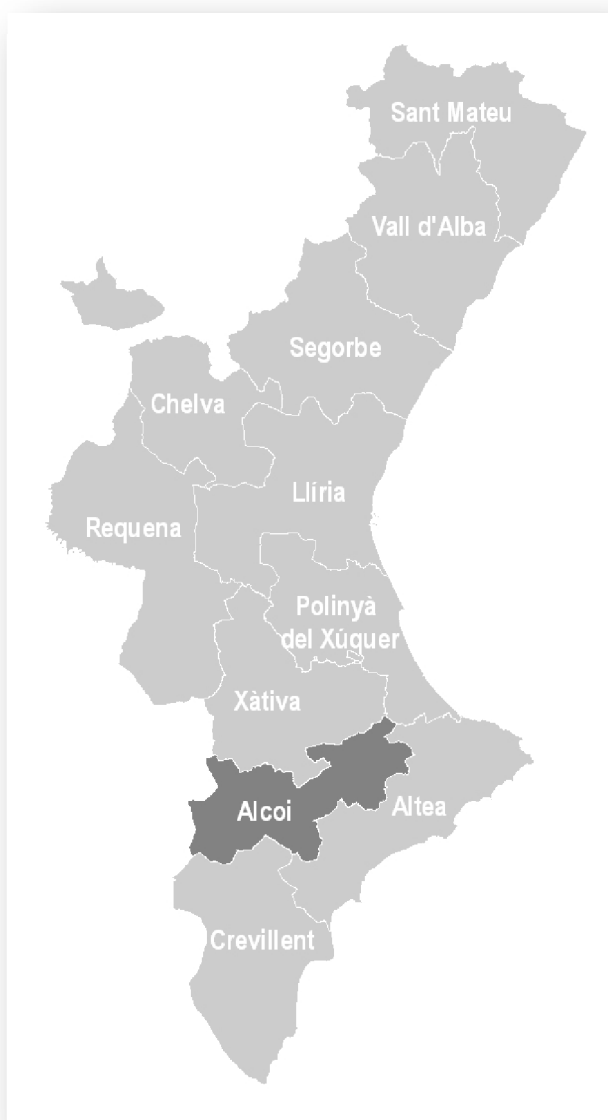 Sant Mateu
Vall d'Alba
Segorbe
Chelva
Llíria
Requena
Polinyà
del Xúquer
Xàtiva
Alcoi
Altea
Crevillent